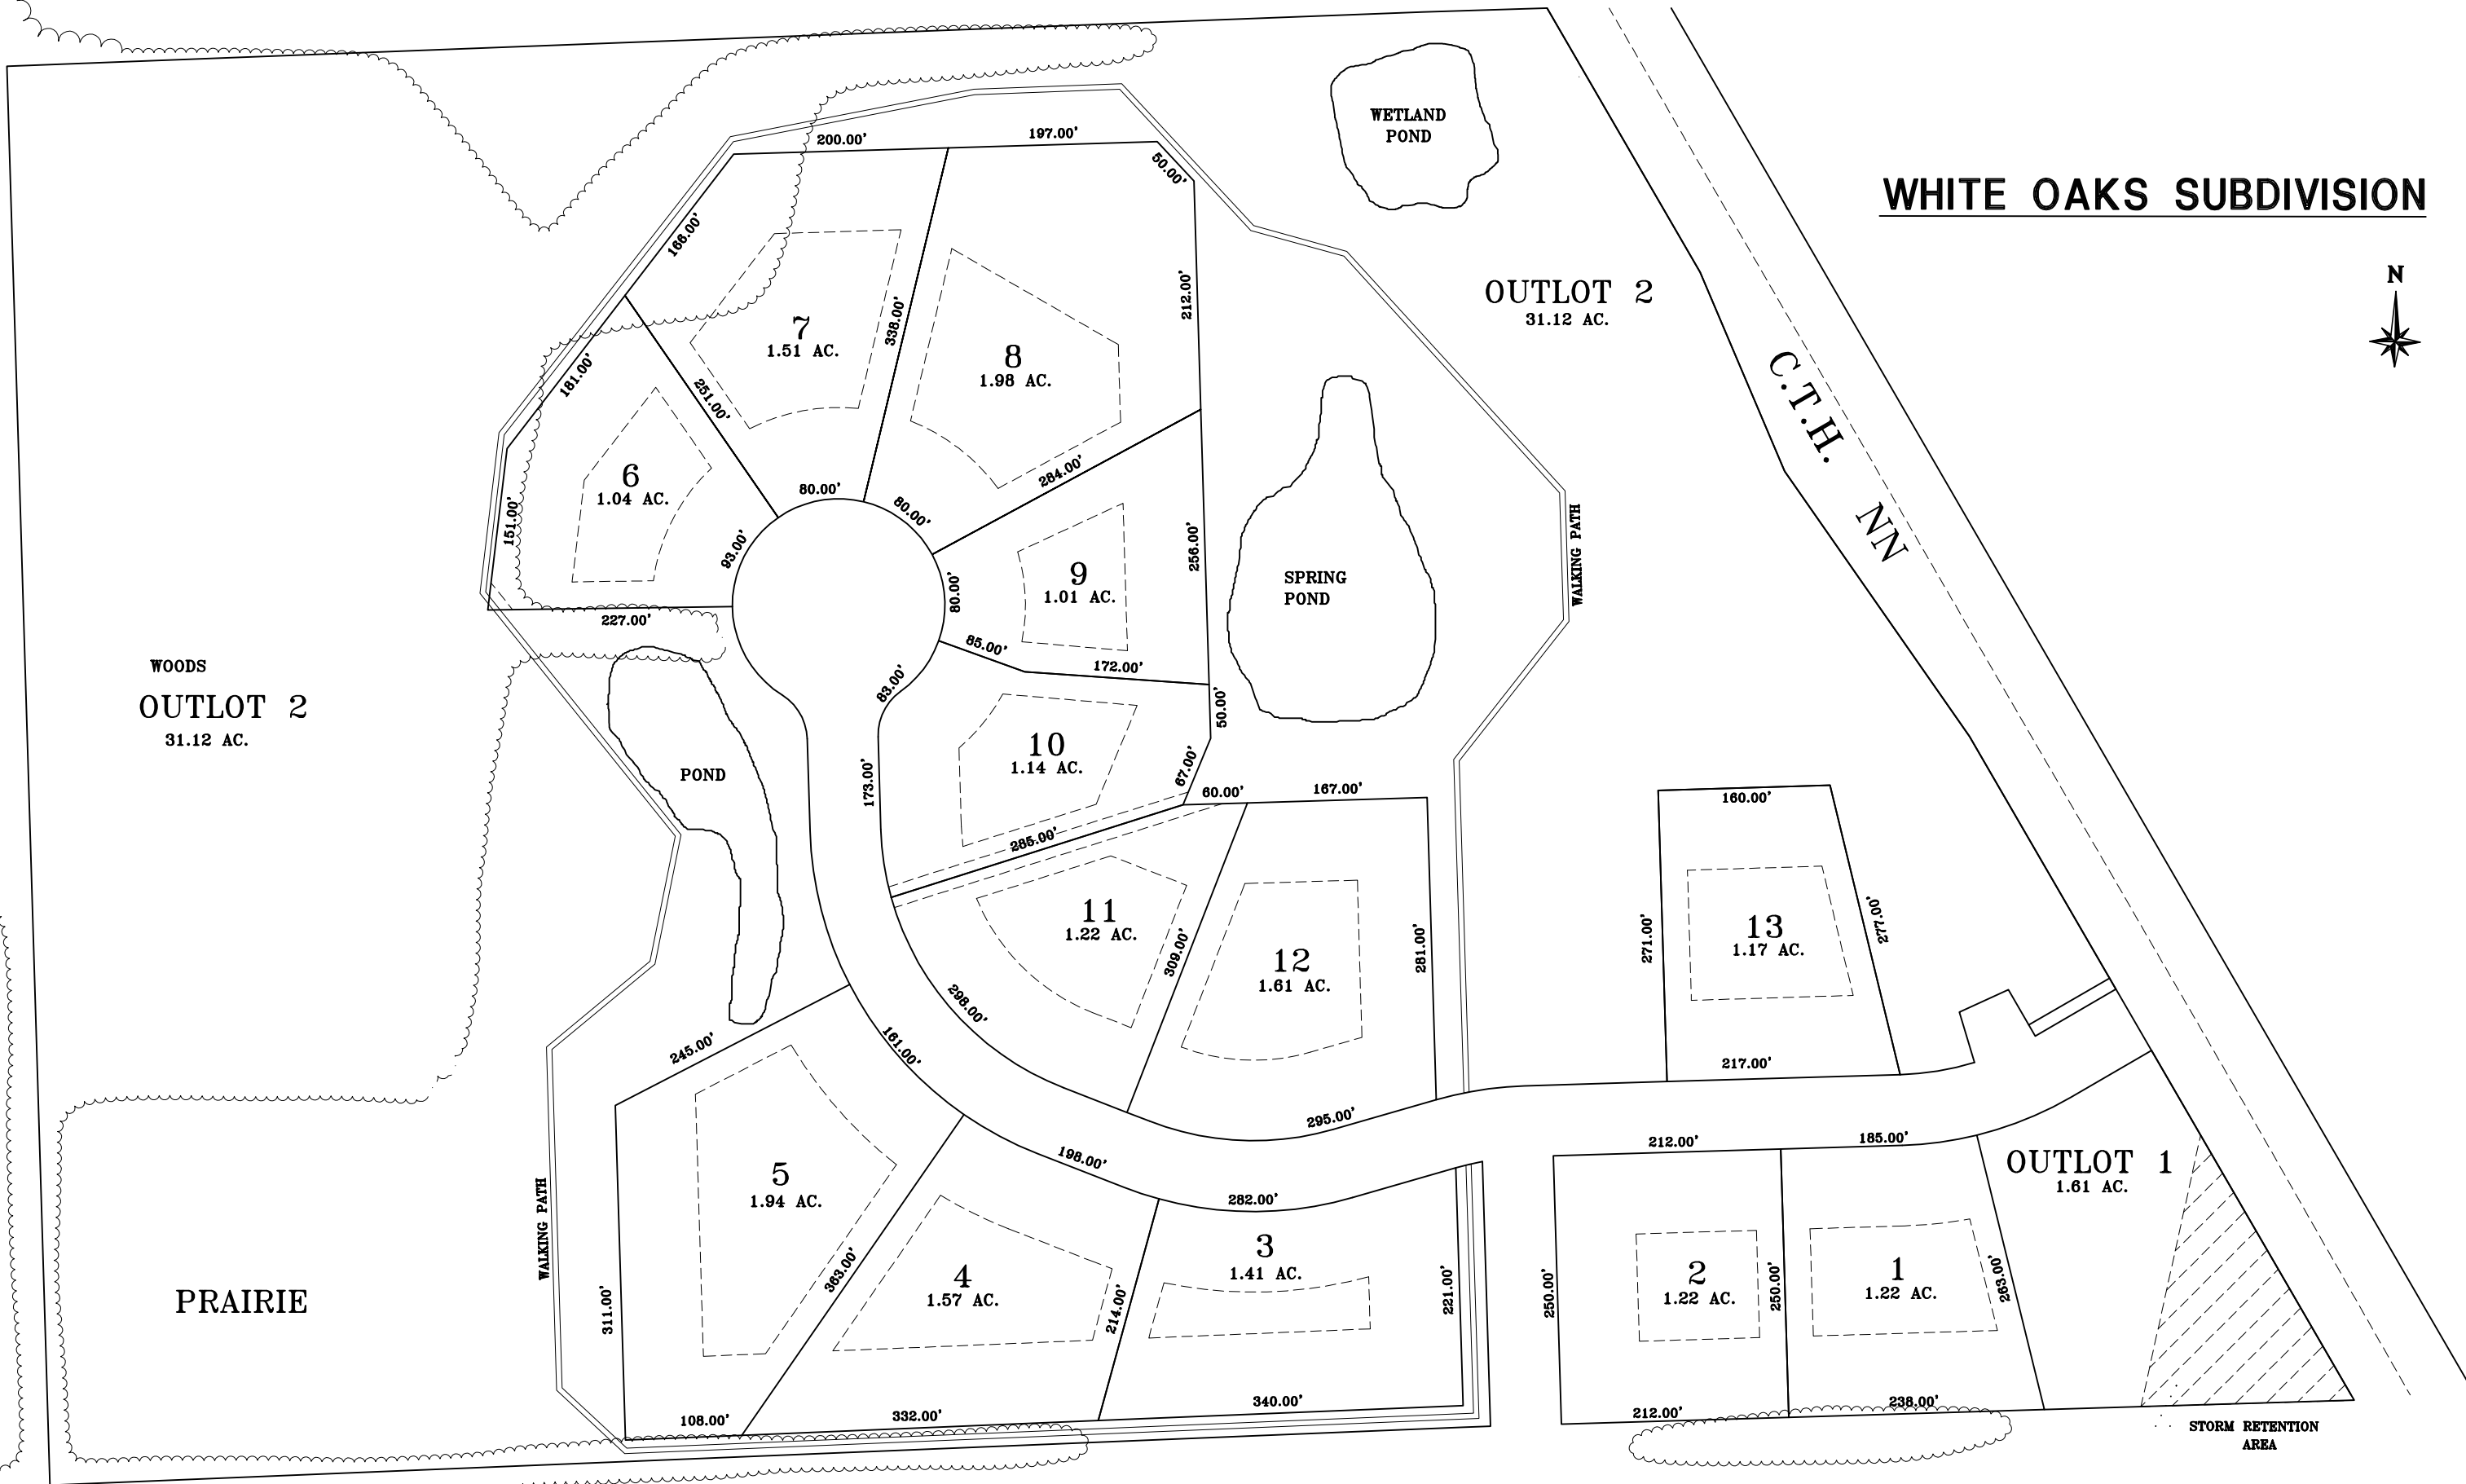 WHITE OAKS SUBDIVISION
N
WETLAND
POND
OUTLOT 2
31.12 AC.
C.T.H. NN
200.00'
197.00'
50.00'
166.00'
212.00'
7
1.51 AC.
338.00'
8
1.98 AC.
181.00'
251.00'
6
1.04 AC.
151.00'
80.00'
80.00'
284.00'
93.00'
80.00'
9
1.01 AC.
256.00'
SPRING
POND
WALKING PATH
227.00'
85.00'
172.00'
83.00'
50.00'
WOODS
OUTLOT 2
31.12 AC.
POND
173.00'
10
1.14 AC.
67.00'
60.00'
167.00'
160.00'
285.00'
11
1.22 AC.
309.00'
12
1.61 AC.
281.00'
271.00'
13
1.17 AC.
277.00'
298.00'
245.00'
161.00'
217.00'
295.00'
212.00'
185.00'
198.00'
282.00'
OUTLOT 1
1.61 AC.
5
1.94 AC.
363.00'
4
1.57 AC.
214.00'
3
1.41 AC.
221.00'
250.00'
2
1.22 AC.
250.00'
1
1.22 AC.
263.00'
WALKING PATH
311.00'
PRAIRIE
108.00'
332.00'
340.00'
212.00'
238.00'
STORM RETENTION
AREA